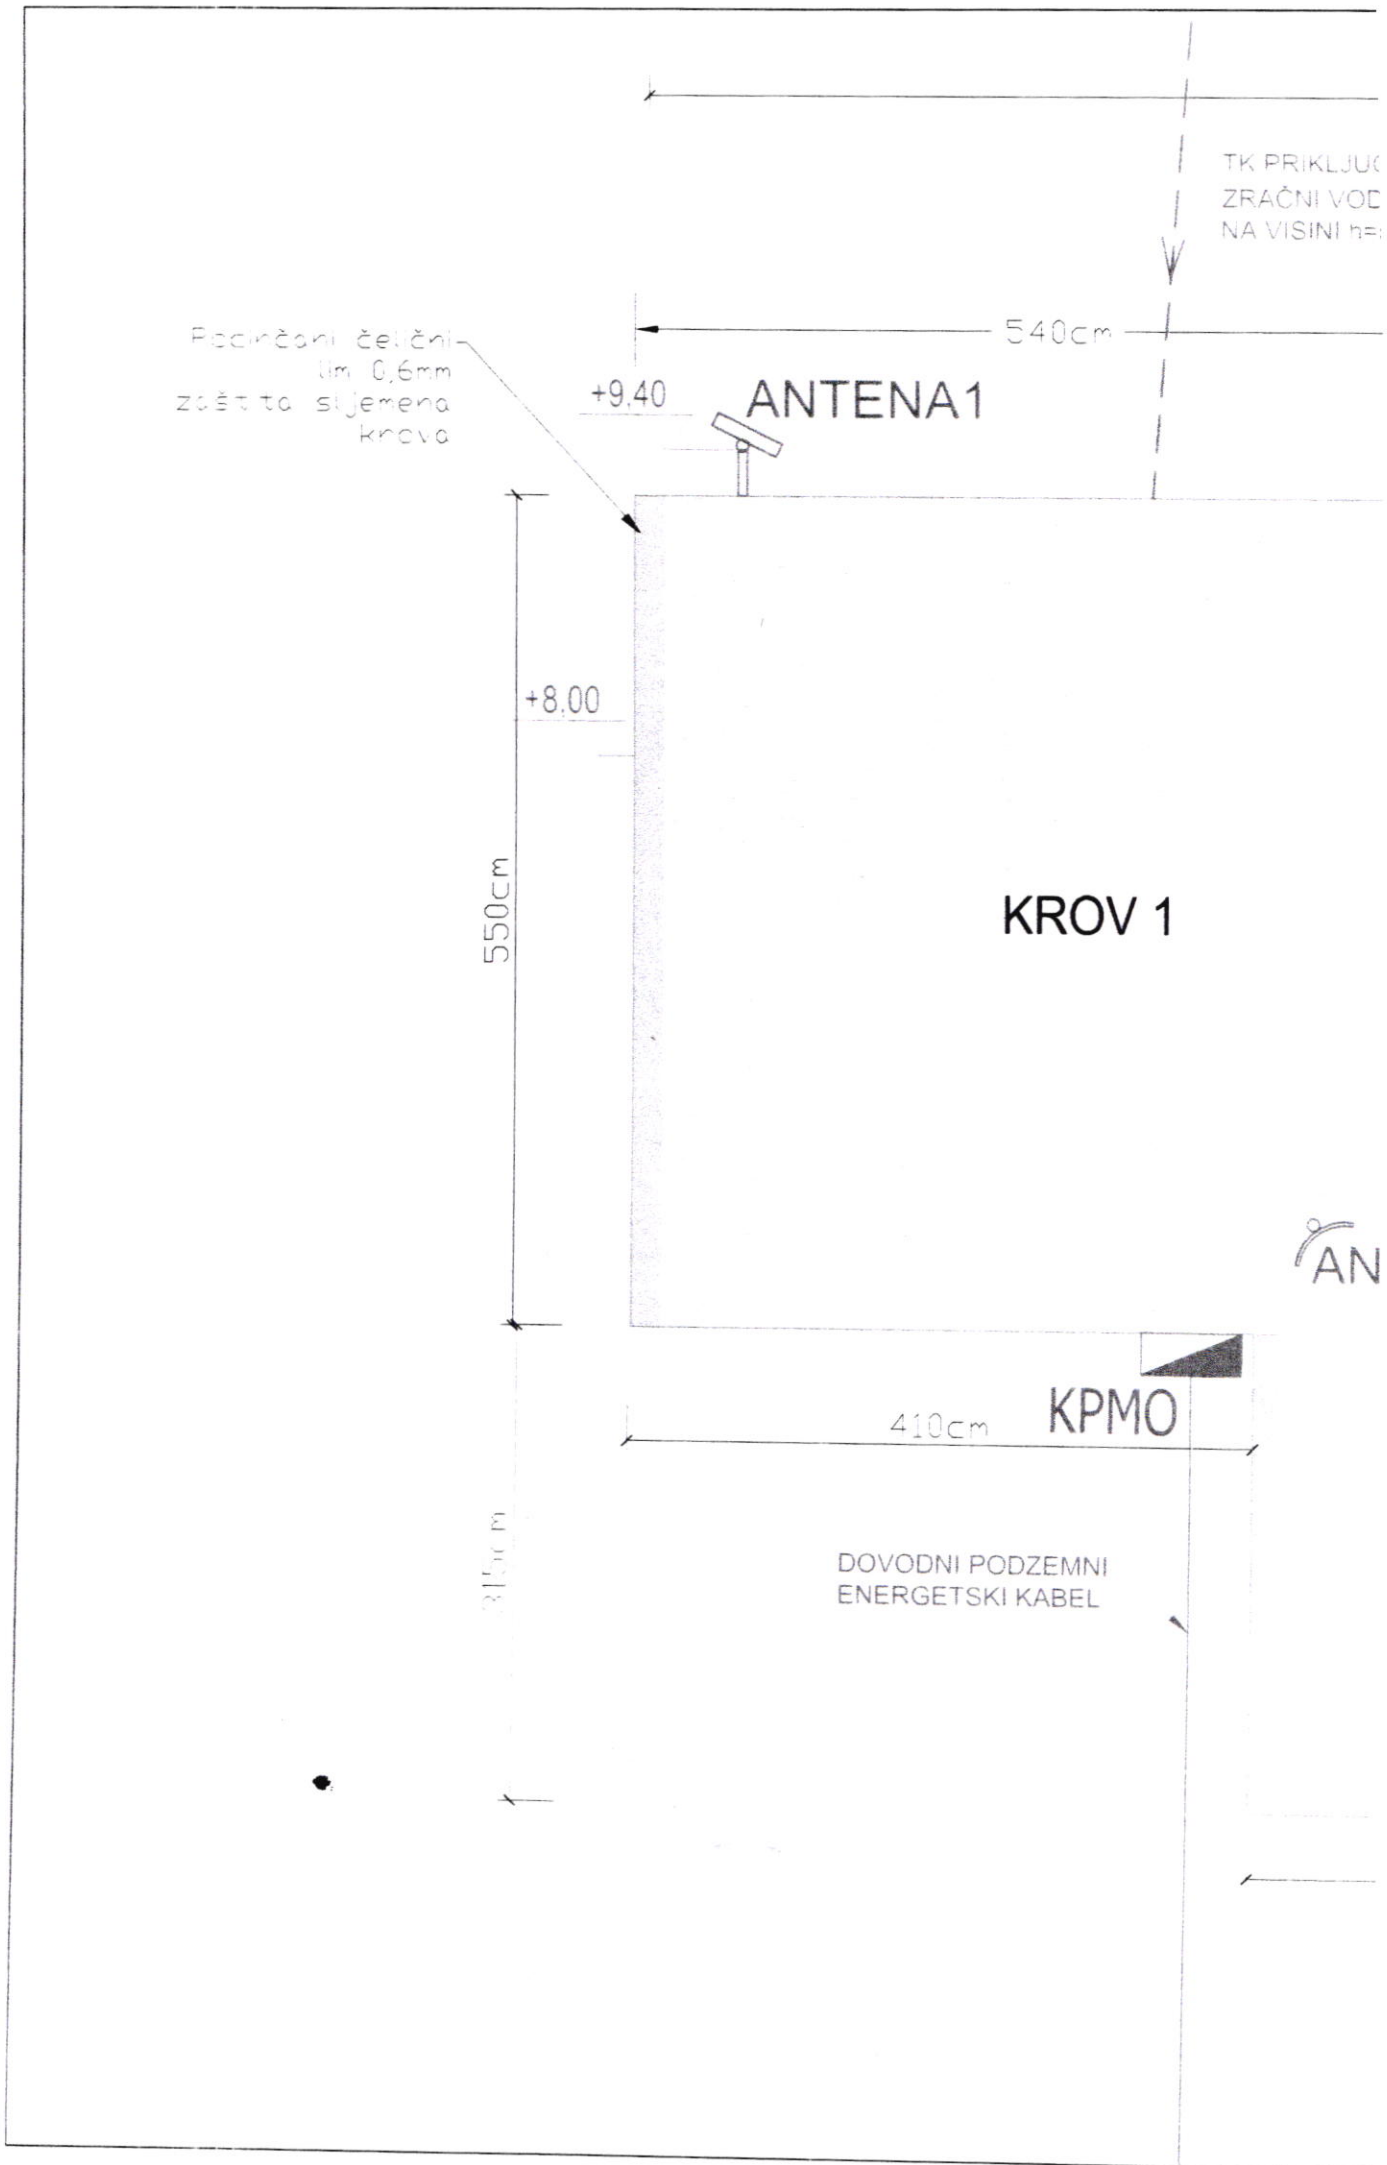 TK PRIKLJUČ
ZRAČNI VOD
NA VISINI h=
540cm
Pocinčani čelični
lim 0,6mm
zaštita sljemena
krova
+9,40
ANTENA1
+8,00
550cm
KROV 1
AN
KPMO
410cm
315cm
DOVODNI PODZEMNI
ENERGETSKI KABEL